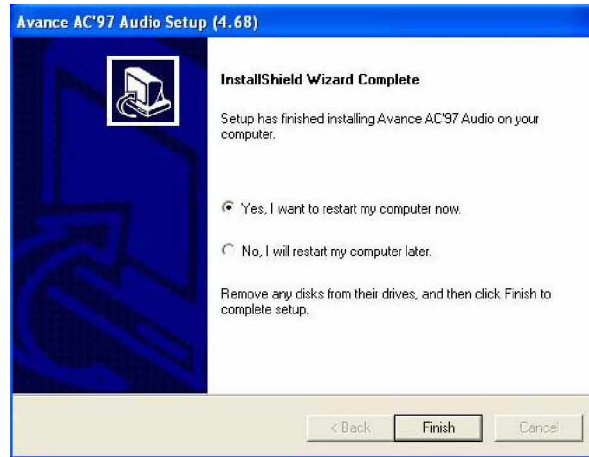 Avance AC'97 Audio Setup (4.68)
InstallShield Wizard Complete
Setup has finished installing Avance AC'97 Audio on your
computer.
Yes, I want to restart my computer now.
No, I will restart my computer later.
Remove any disks from their drives, and then click Finish to
complete setup.
< Back Finish Cancel